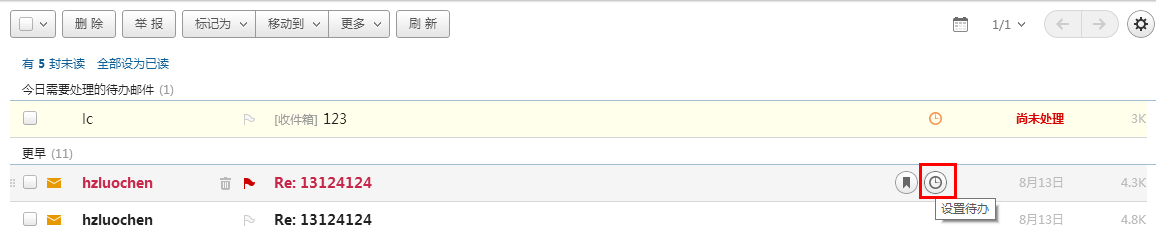 删 除 举 报 标记为 移动到 更多 刷 新 1/1
有 5 封未读 全部设为已读
今日需要处理的待办邮件 (1)
lc [收件箱] 123 尚未处理 3K
更早 (11)
hzluochen Re: 13124124 8月13日 4.3K
设置待办
hzluochen Re: 13124124 8月13日 4.8K